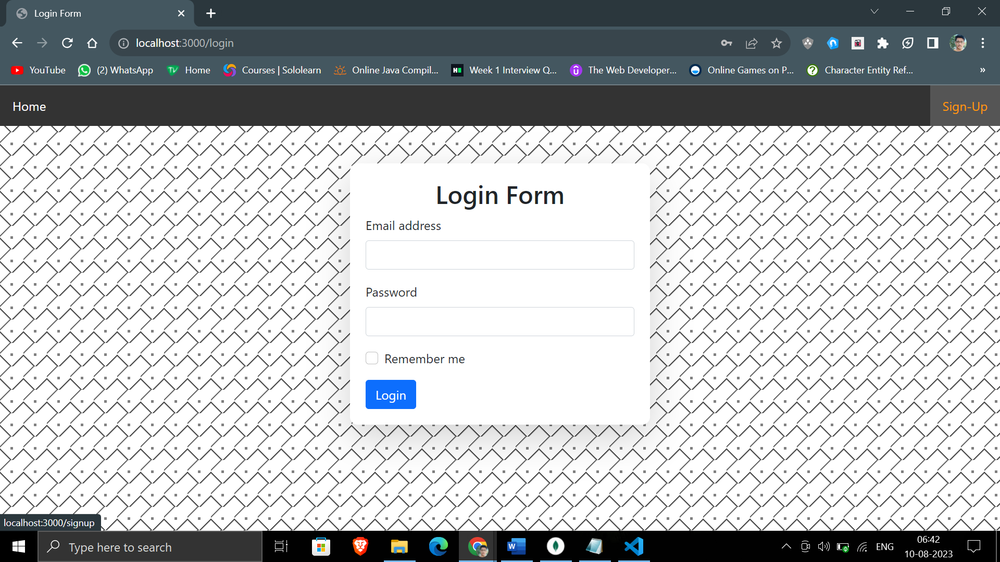 Login Form
localhost:3000/login
YouTube
(2) WhatsApp
Home
Courses | Sololearn
Online Java Compil...
Week 1 Interview Q...
The Web Developer...
Online Games on P...
Character Entity Ref...
»
Home
Sign-Up
Login Form
Email address
Password
Remember me
Login
localhost:3000/signup
Type here to search
ENG
06:42
10-08-2023